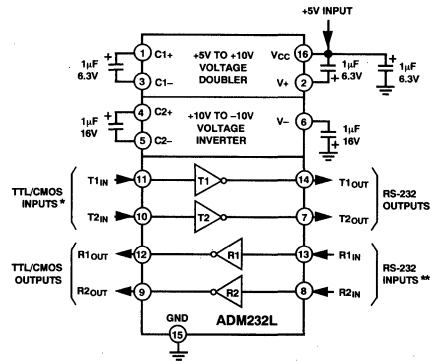 +5V INPUT
1μF
6.3V
+
1
C1+
3
C1–
+5V TO +10V
VOLTAGE
DOUBLER
16
VCC
2
V+
+
1μF
6.3V
+
1μF
6.3V
1μF
16V
+
4
C2+
5
C2–
+10V TO –10V
VOLTAGE
INVERTER
6
V–
1μF
16V
+
TTL/CMOS
INPUTS *
T1IN
11
T1
14
T1OUT
T2IN
10
T2
7
T2OUT
RS-232
OUTPUTS
TTL/CMOS
OUTPUTS
R1OUT
12
R1
13
R1IN
R2OUT
9
R2
8
R2IN
RS-232
INPUTS **
GND
15
ADM232L